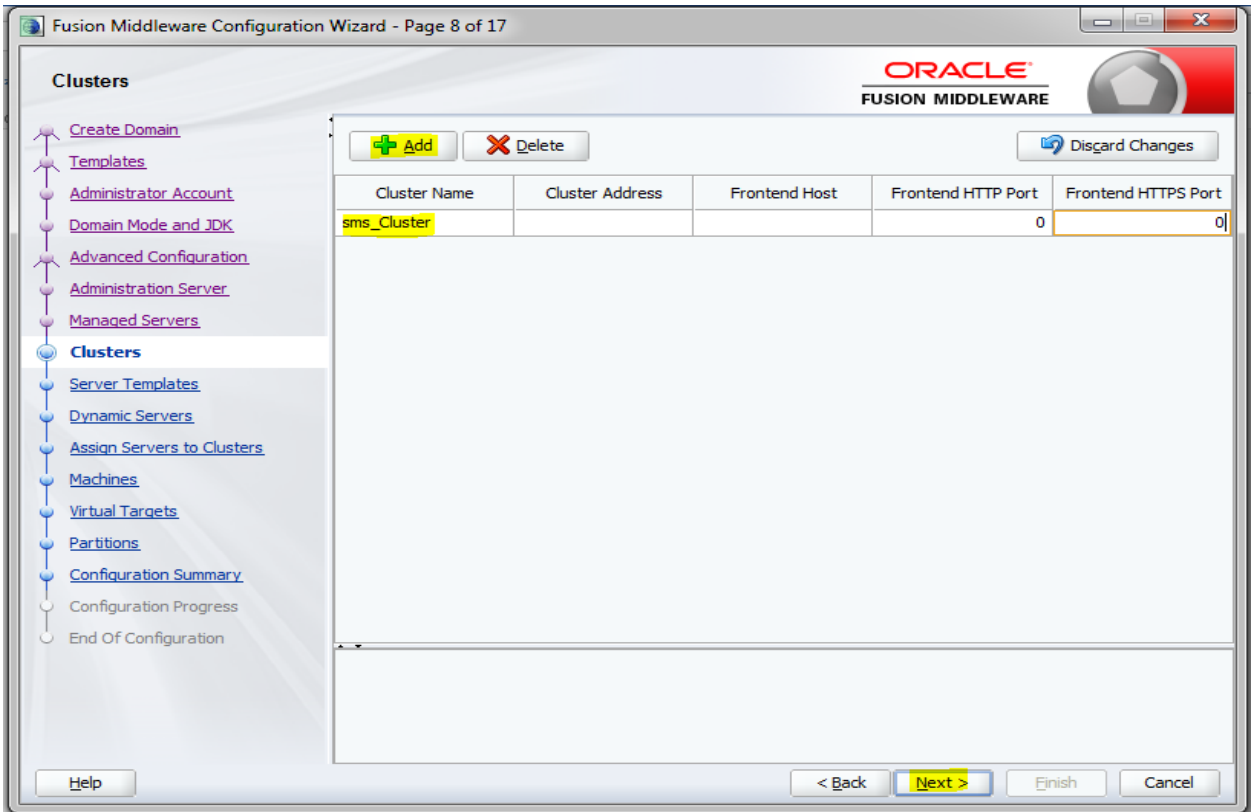 Fusion Middleware Configuration Wizard - Page 8 of 17
Clusters
ORACLE
FUSION MIDDLEWARE
Create Domain
Templates
Administrator Account
Domain Mode and JDK
Advanced Configuration
Administration Server
Managed Servers
Clusters
Server Templates
Dynamic Servers
Assign Servers to Clusters
Machines
Virtual Targets
Partitions
Configuration Summary
Configuration Progress
End Of Configuration
Add Delete Discard Changes
Cluster Name Cluster Address Frontend Host Frontend HTTP Port Frontend HTTPS Port
sms_Cluster 0 0
Help < Back Next > Finish Cancel